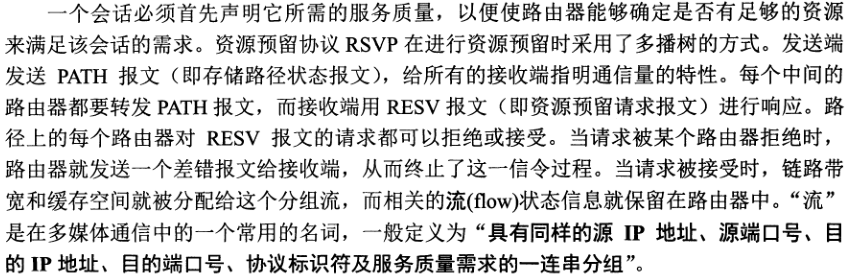 一个会话必须首先声明它所需的服务质量，以便使路由器能够确定是否有足够的资源
来满足该会话的需求。资源预留协议 RSVP 在进行资源预留时采用了多播树的方式。发送端
发送 PATH 报文（即存储路径状态报文），给所有的接收端指明通信量的特性。每个中间的
路由器都要转发 PATH 报文，而接收端用 RESV 报文（即资源预留请求报文）进行响应。路
径上的每个路由器对 RESV 报文的请求都可以拒绝或接受。当请求被某个路由器拒绝时，
路由器就发送一个差错报文给接收端，从而终止了这一信令过程。当请求被接受时，链路带
宽和缓存空间就被分配给这个分组流，而相关的流(flow)状态信息就保留在路由器中。“流”
是在多媒体通信中的一个常用的名词，一般定义为“具有同样的源 IP 地址、源端口号、目
的 IP 地址、目的端口号、协议标识符及服务质量需求的一连串分组”。